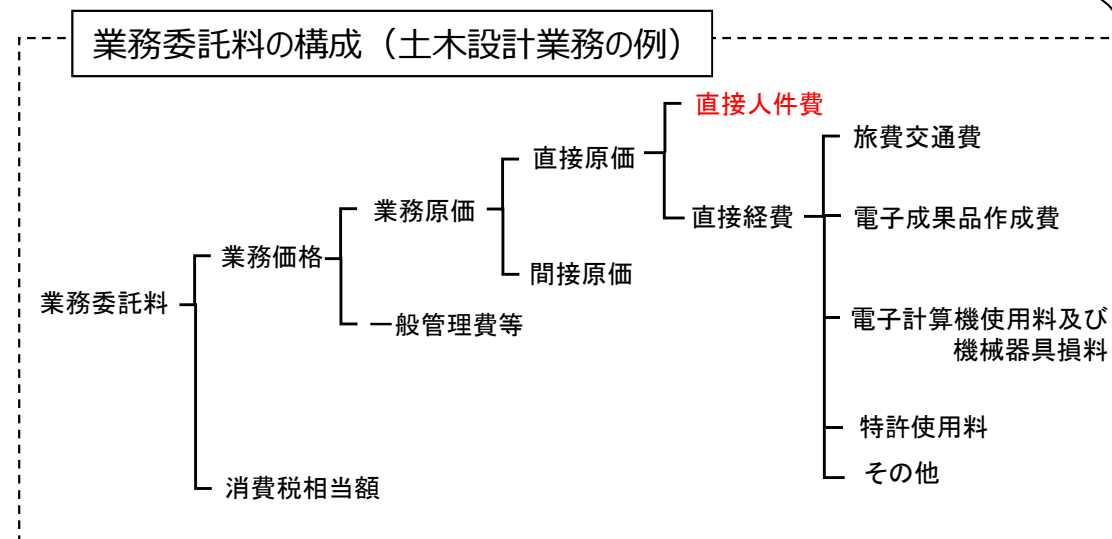 業務委託料の構成（土木設計業務の例）
直接人件費
旅費交通費
直接原価
業務原価
直接経費
電子成果品作成費
業務価格
間接原価
業務委託料
一般管理費等
電子計算機使用料及び
機械器具損料
特許使用料
その他
消費税相当額